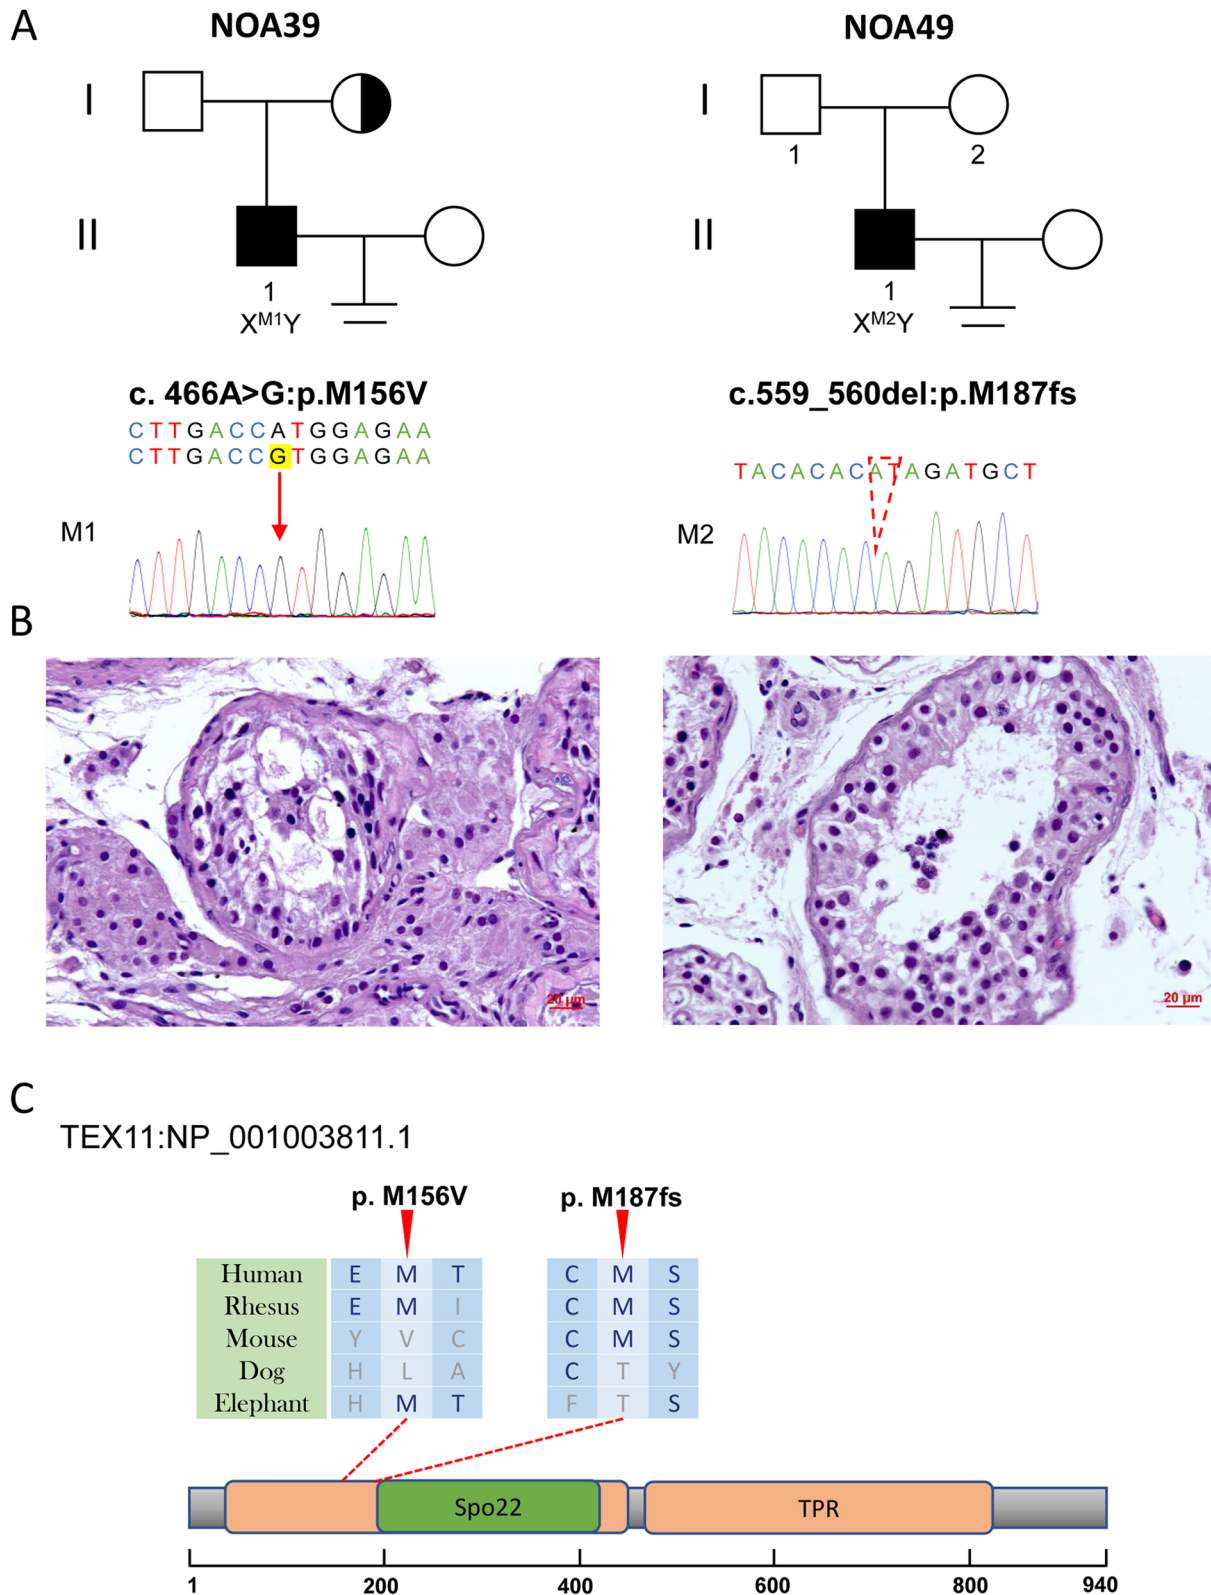 A
NOA39
NOA49
I
I
1
2
II
II
1
X^M1Y
1
X^M2Y
c. 466A>G:p.M156V
c.559_560del:p.M187fs
CTTGACCATGGAGAA
CTTGACCGTGGAGAA
TACACACATAGATGCT
M1
M2
B
20 μm
20 μm
C
TEX11:NP_001003811.1
p. M156V
p. M187fs
Human E M T C M S
Rhesus E M I C M S
Mouse Y V C C M S
Dog H L A C T Y
Elephant H M T F T S
Spo22
TPR
1
200
400
600
800
940